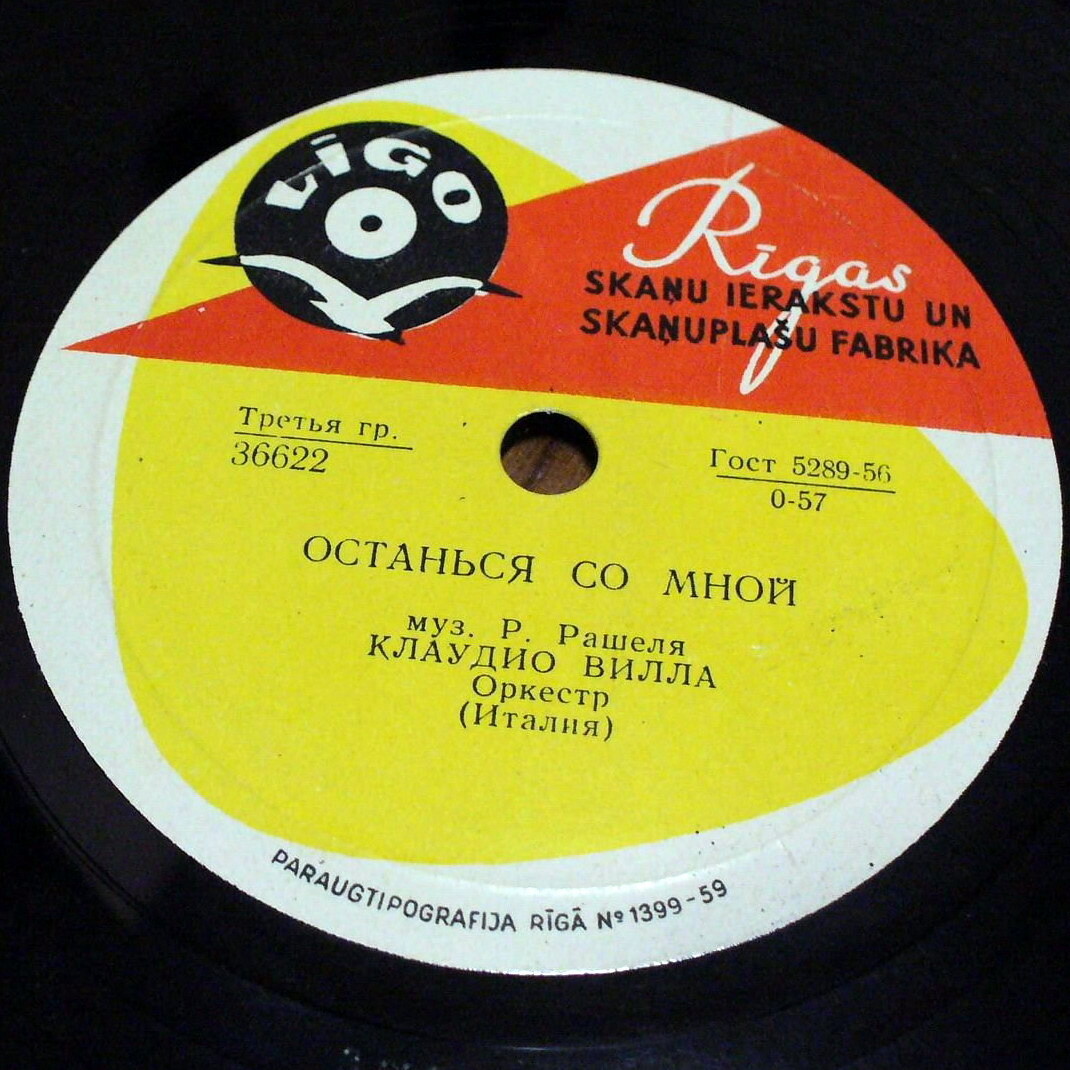 LĪGO
Rīgas
SKAŅU IERAKSTU UN
SKAŅUPLAŠU FABRIKA
Третья гр.
36622
Гост 5289-56
0-57
ОСТАНЬСЯ СО МНОЙ
муз. Р. Рашеля
КЛАУДИО ВИЛЛА
Оркестр
(Италия)
PARAUGTIPOGRAFIJA RĪGĀ № 1399-59